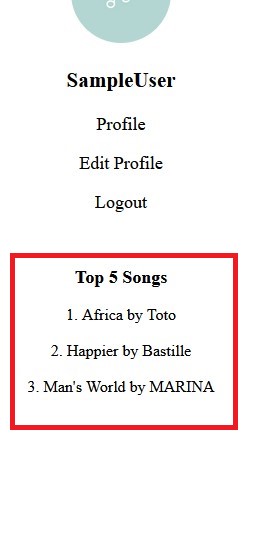 SampleUser
Profile
Edit Profile
Logout
Top 5 Songs
1. Africa by Toto
2. Happier by Bastille
3. Man's World by MARINA